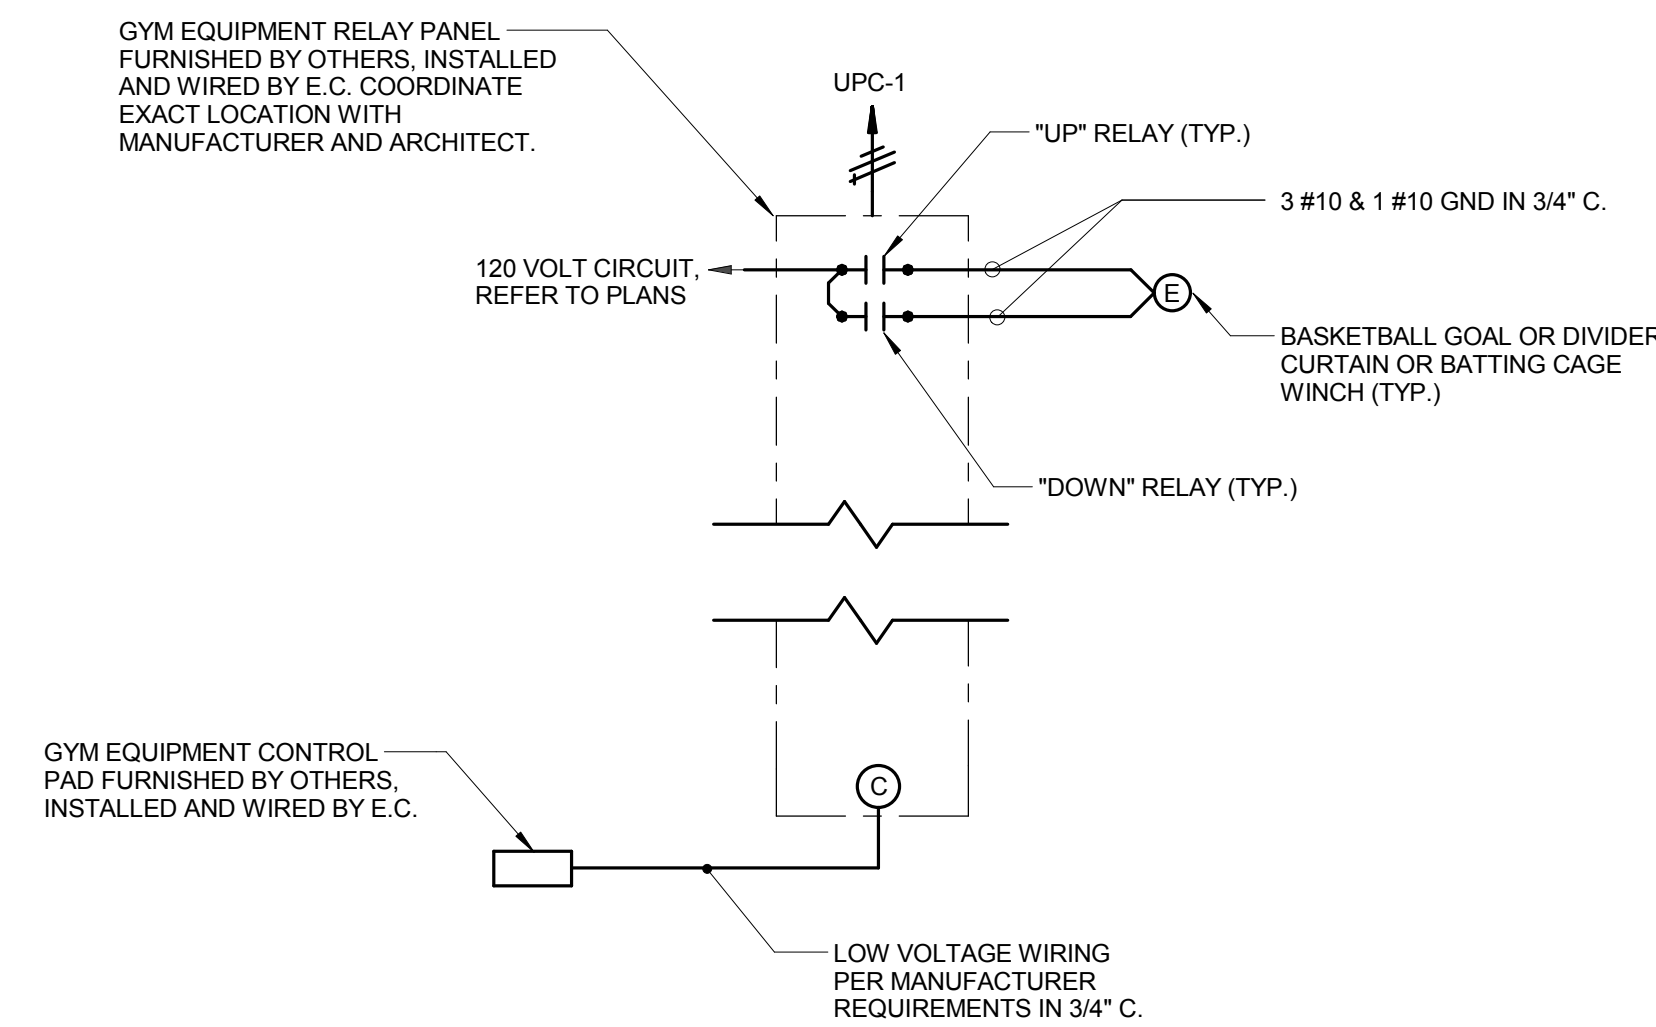 GYM EQUIPMENT RELAY PANEL
FURNISHED BY OTHERS, INSTALLED
AND WIRED BY E.C. COORDINATE
EXACT LOCATION WITH
MANUFACTURER AND ARCHITECT.
UPC-1
"UP" RELAY (TYP.)
3 #10 & 1 #10 GND IN 3/4" C.
120 VOLT CIRCUIT,
REFER TO PLANS
E
BASKETBALL GOAL OR DIVIDER
CURTAIN OR BATTING CAGE
WINCH (TYP.)
"DOWN" RELAY (TYP.)
GYM EQUIPMENT CONTROL
PAD FURNISHED BY OTHERS,
INSTALLED AND WIRED BY E.C.
C
LOW VOLTAGE WIRING
PER MANUFACTURER
REQUIREMENTS IN 3/4" C.